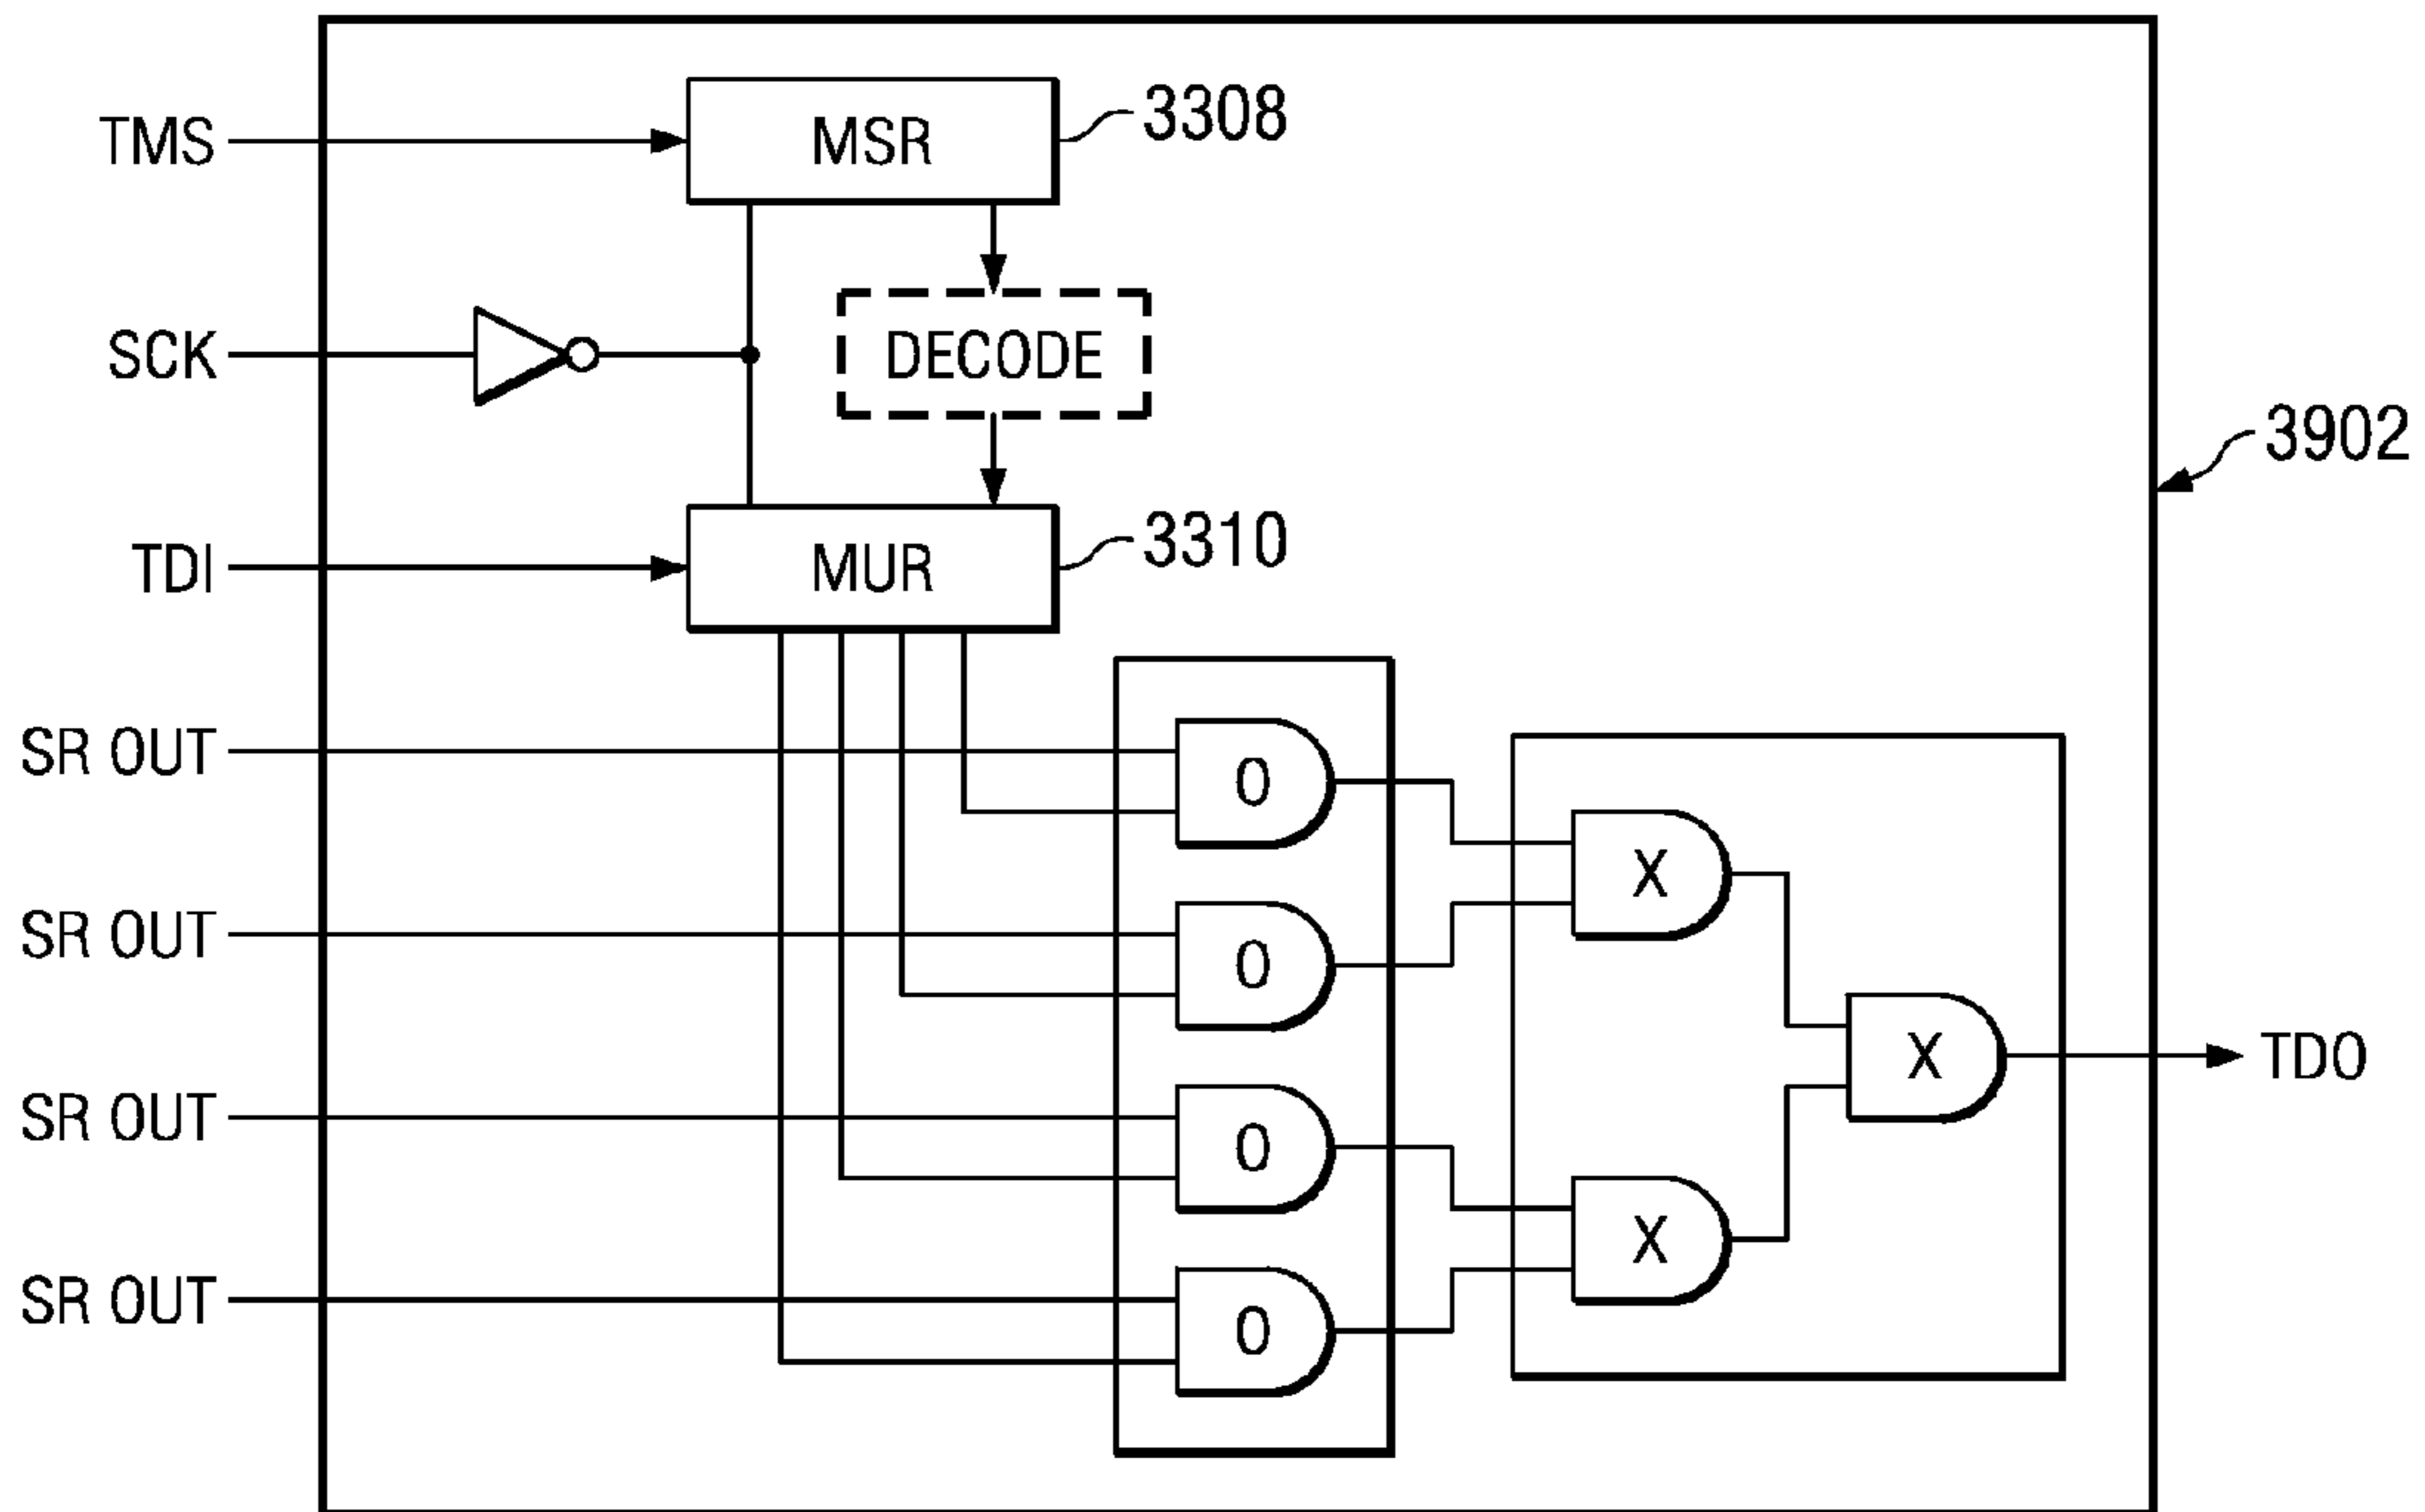 MSR
3308
TMS
SCK
DECODE
3902
TDI
MUR
3310
SR OUT
O
X
SR OUT
O
X
TDO
SR OUT
O
X
SR OUT
O